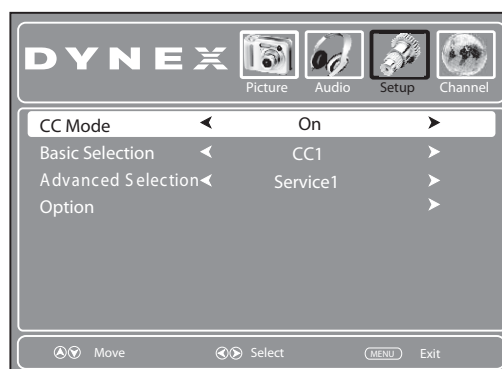 DYNEX
Picture Audio Setup Channel
CC Mode On
Basic Selection CC1
Advanced Selection Service1
Option
Move Select MENU Exit